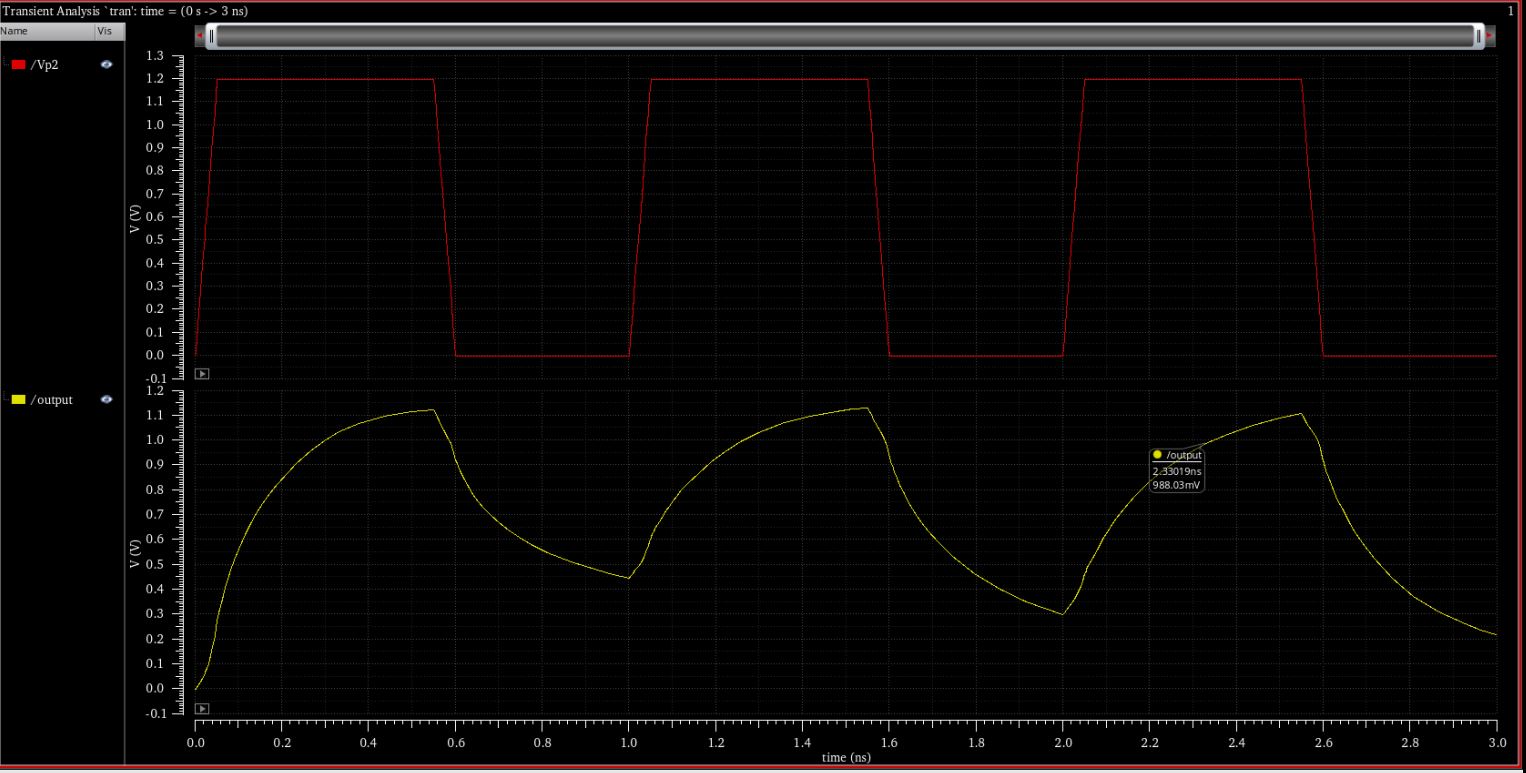 Transient Analysis `tran': time = (0 s -> 3 ns)
1
Name
Vis
/Vp2
V (V)
1.3
1.2
1.1
1.0
0.9
0.8
0.7
0.6
0.5
0.4
0.3
0.2
0.1
0.0
-0.1
/output
V (V)
1.2
1.1
1.0
0.9
0.8
0.7
0.6
0.5
0.4
0.3
0.2
0.1
0.0
-0.1
/output
2.33019ns
988.03mV
0.0 0.2 0.4 0.6 0.8 1.0 1.2 1.4 1.6 1.8 2.0 2.2 2.4 2.6 2.8 3.0
time (ns)